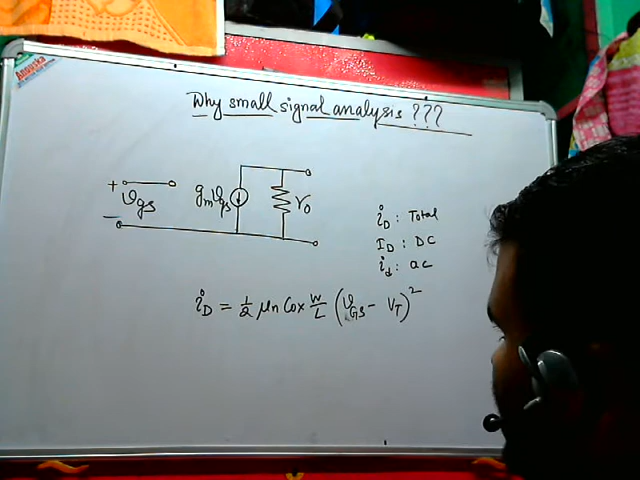 Why small signal analysis ???
+
vgs
−
gmvgs
ro
iD : Total
ID : DC
id : ac
iD = 1/2 μn Cox W/L (vGS − VT)²